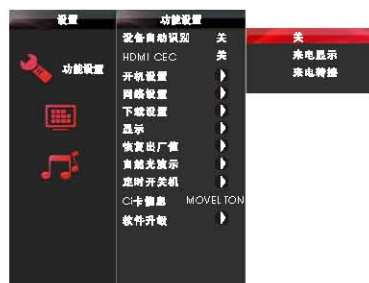 设置
功能设置
功能设置
设备自动识别 关
HDMI CEC 关
开机设置
网络设置
下载设置
显示
恢复出厂值
自然光演示
定时开关机
CI卡信息 MOVELTON
软件升级
关
来电显示
来电转接